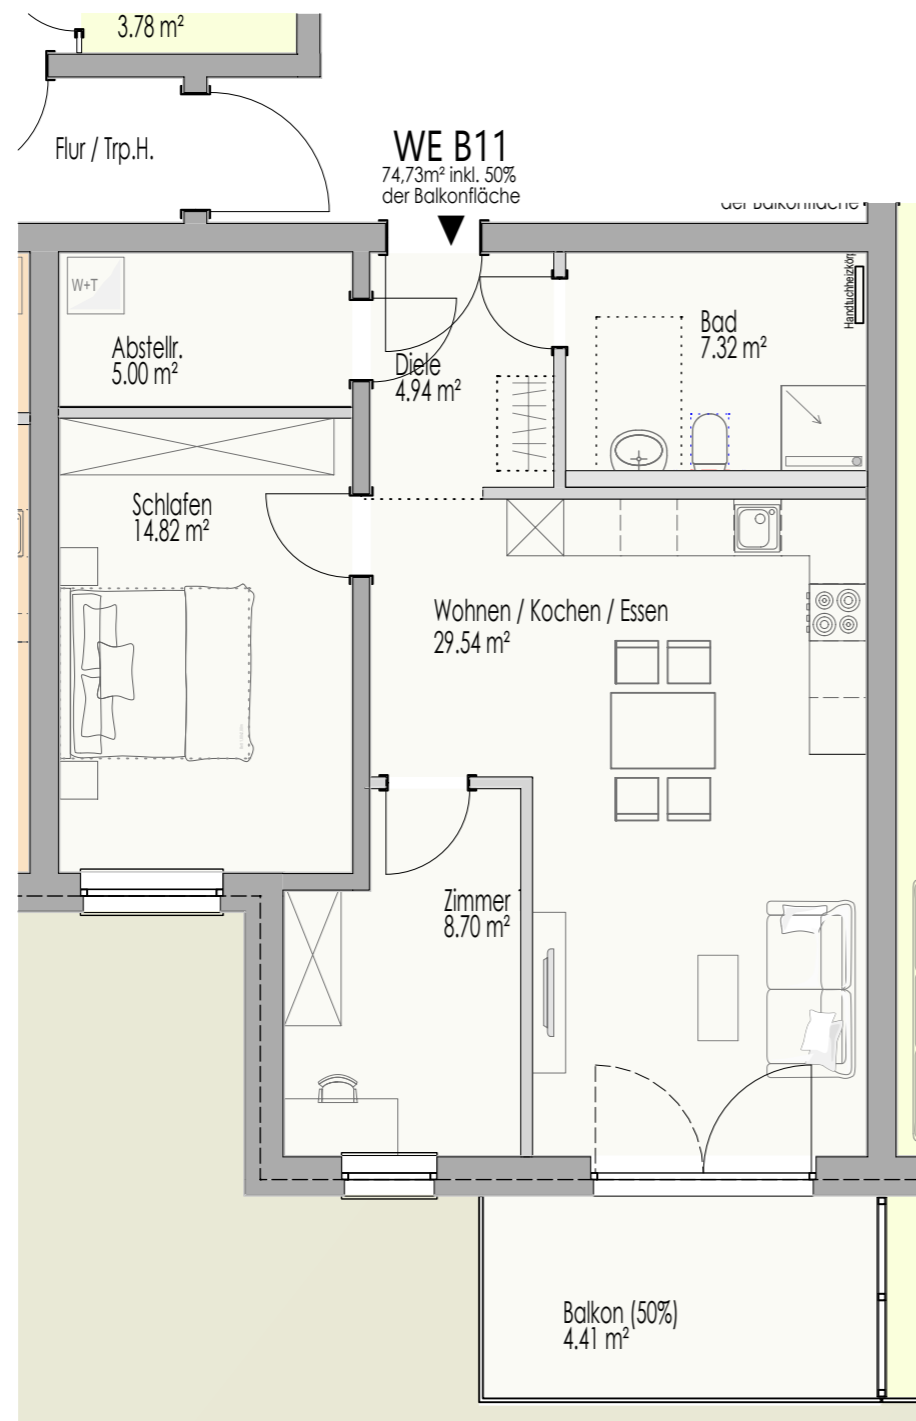 3.78 m²
Flur / Trp.H.
WE B11
74,73m² inkl. 50%
der Balkonfläche
der Balkonfläche
W+T
Abstellr.
5.00 m²
Diele
4.94 m²
Bad
7.32 m²
Handtuchheizkörp
Schlafen
14.82 m²
Wohnen / Kochen / Essen
29.54 m²
Zimmer
8.70 m²
Balkon (50%)
4.41 m²